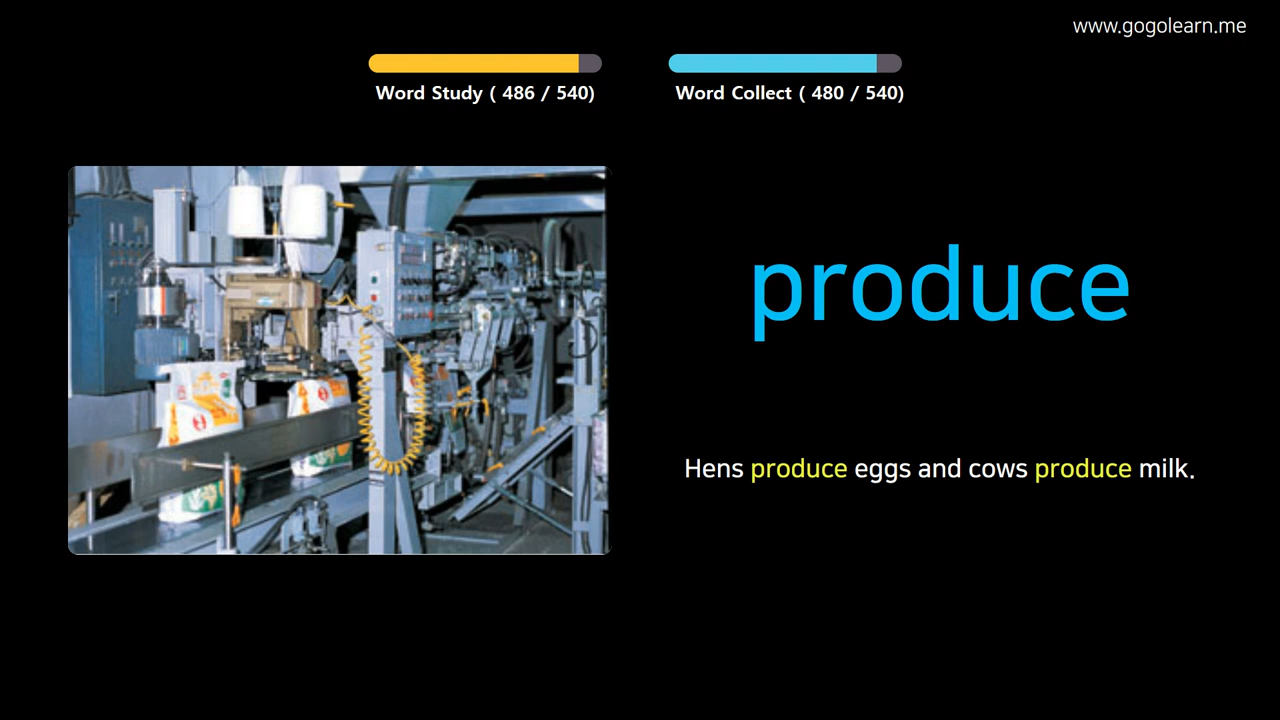 www.gogolearn.me
Word Study ( 486 / 540)
Word Collect ( 480 / 540)
produce
Hens produce eggs and cows produce milk.